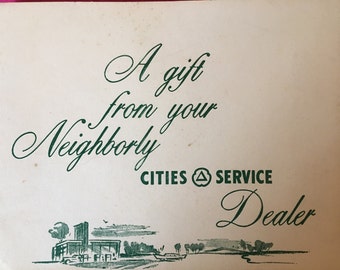 A gift
from your
Neighborly
CITIES SERVICE
Dealer